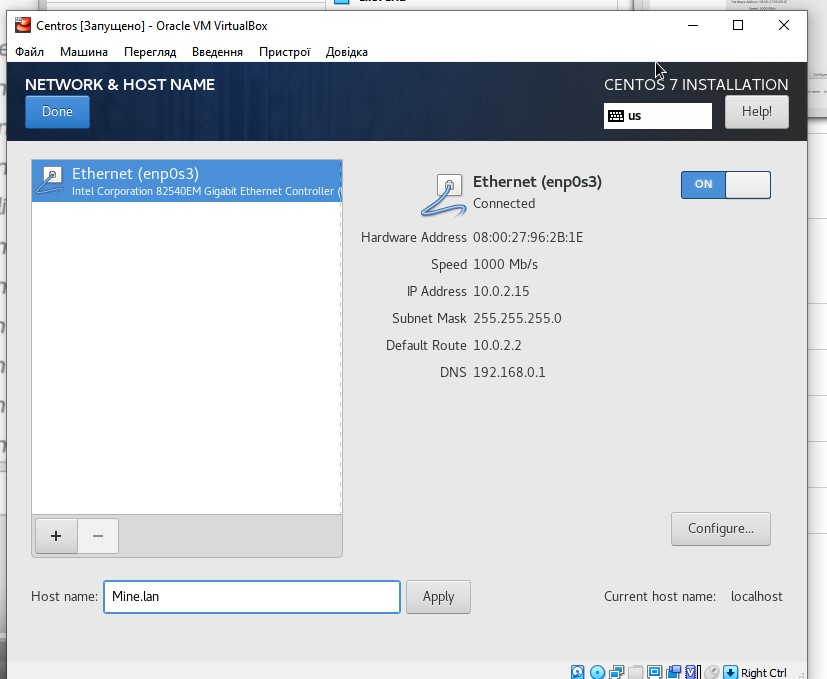 Centros [Запущено] - Oracle VM VirtualBox
Файл Машина Перегляд Введення Пристрої Довідка
NETWORK & HOST NAME
CENTOS 7 INSTALLATION
Done
us
Help!
Ethernet (enp0s3)
Intel Corporation 82540EM Gigabit Ethernet Controller (
Ethernet (enp0s3)
Connected
ON
Hardware Address 08:00:27:96:2B:1E
Speed 1000 Mb/s
IP Address 10.0.2.15
Subnet Mask 255.255.255.0
Default Route 10.0.2.2
DNS 192.168.0.1
+ −
Configure...
Host name: Mine.lan Apply
Current host name: localhost
Right Ctrl